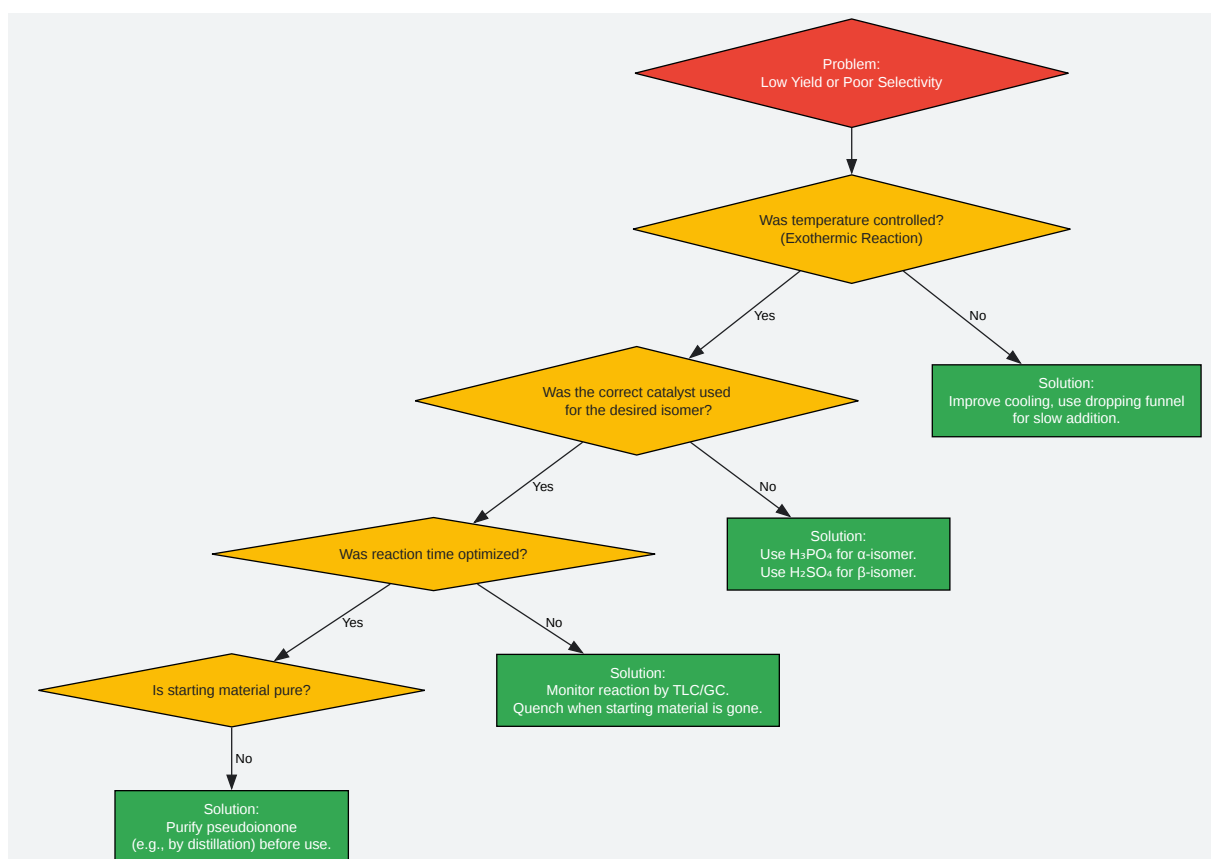 Problem:
Low Yield or Poor Selectivity
Was temperature controlled?
(Exothermic Reaction)
Yes
No
Was the correct catalyst used
for the desired isomer?
Solution:
Improve cooling, use dropping funnel
for slow addition.
Yes
No
Was reaction time optimized?
Solution:
Use H₃PO₄ for α-isomer.
Use H₂SO₄ for β-isomer.
Yes
No
Is starting material pure?
Solution:
Monitor reaction by TLC/GC.
Quench when starting material is gone.
No
Solution:
Purify pseudoionone
(e.g., by distillation) before use.